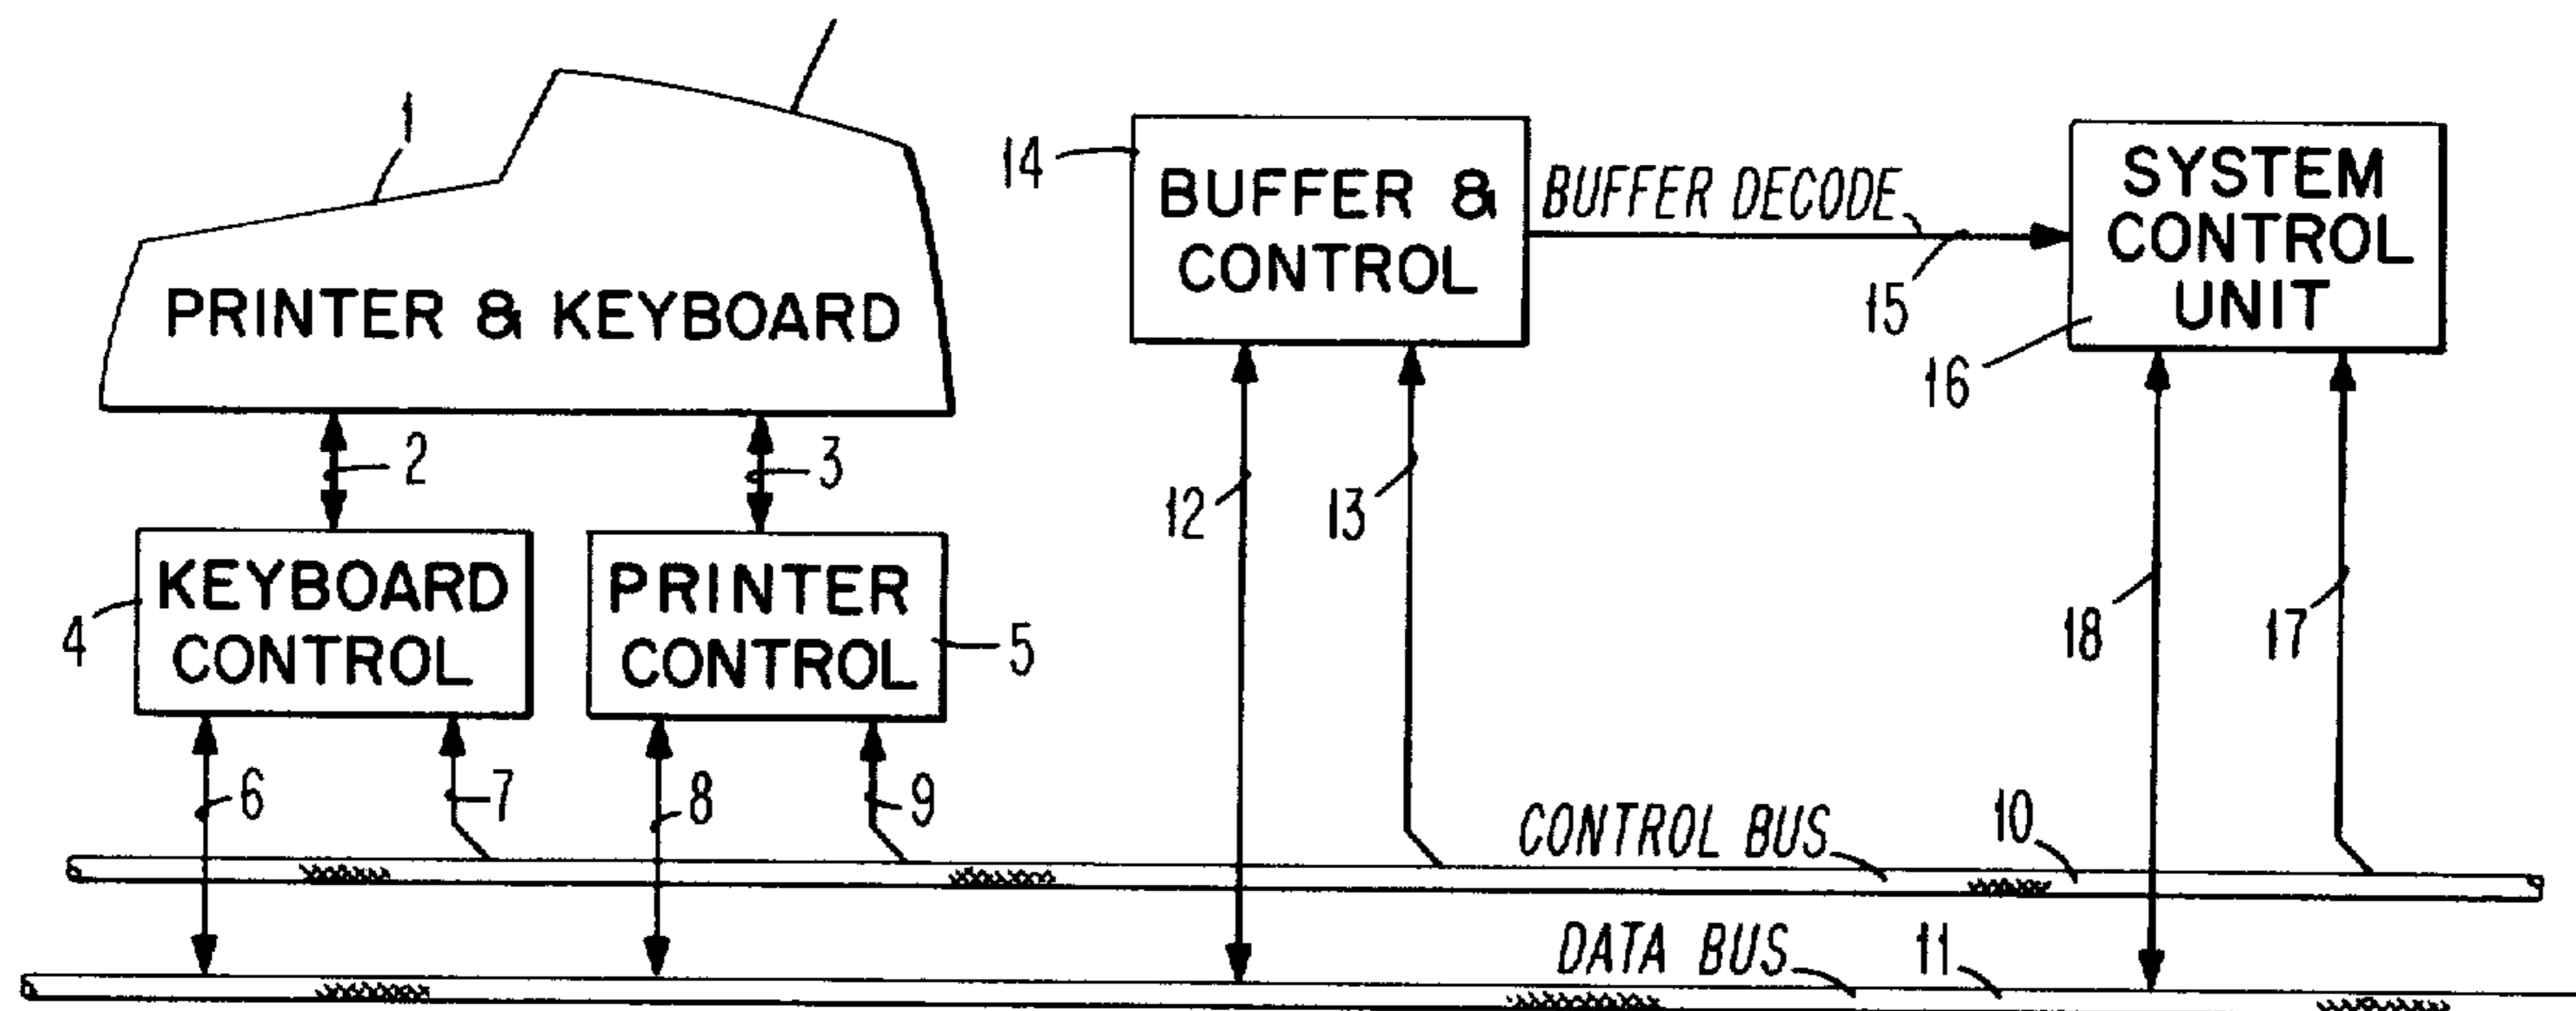 1
PRINTER & KEYBOARD
2
3
KEYBOARD
CONTROL
4
PRINTER
CONTROL
5
6
7
8
9
14
BUFFER &
CONTROL
BUFFER DECODE
15
SYSTEM
CONTROL
UNIT
16
12
13
18
17
CONTROL BUS
10
DATA BUS
11